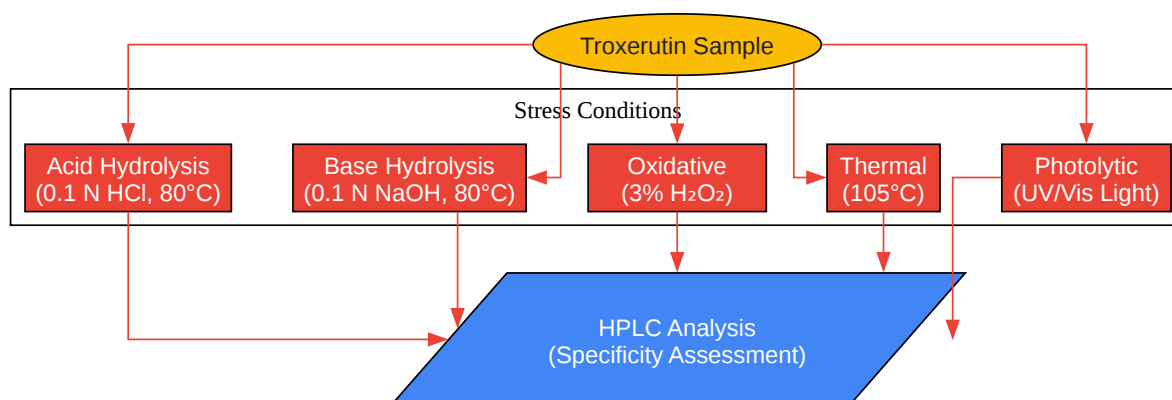 Troxerutin Sample
Stress Conditions
Acid Hydrolysis
(0.1 N HCl, 80°C)
Base Hydrolysis
(0.1 N NaOH, 80°C)
Oxidative
(3% H₂O₂)
Thermal
(105°C)
Photolytic
(UV/Vis Light)
HPLC Analysis
(Specificity Assessment)